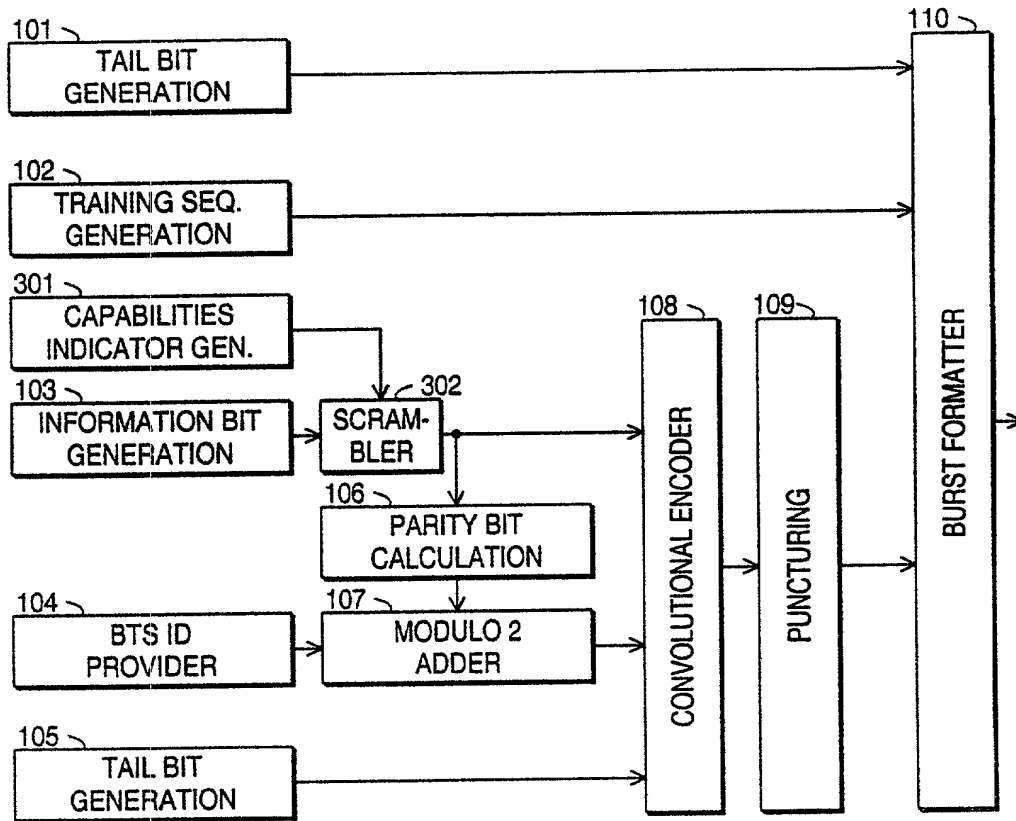 101
TAIL BIT
GENERATION
110
102
TRAINING SEQ.
GENERATION
301
CAPABILITIES
INDICATOR GEN.
108
109
103
INFORMATION BIT
GENERATION
302
SCRAM-
BLER
106
PARITY BIT
CALCULATION
104
BTS ID
PROVIDER
107
MODULO 2
ADDER
105
TAIL BIT
GENERATION
CONVOLUTIONAL ENCODER
PUNCTURING
BURST FORMATTER